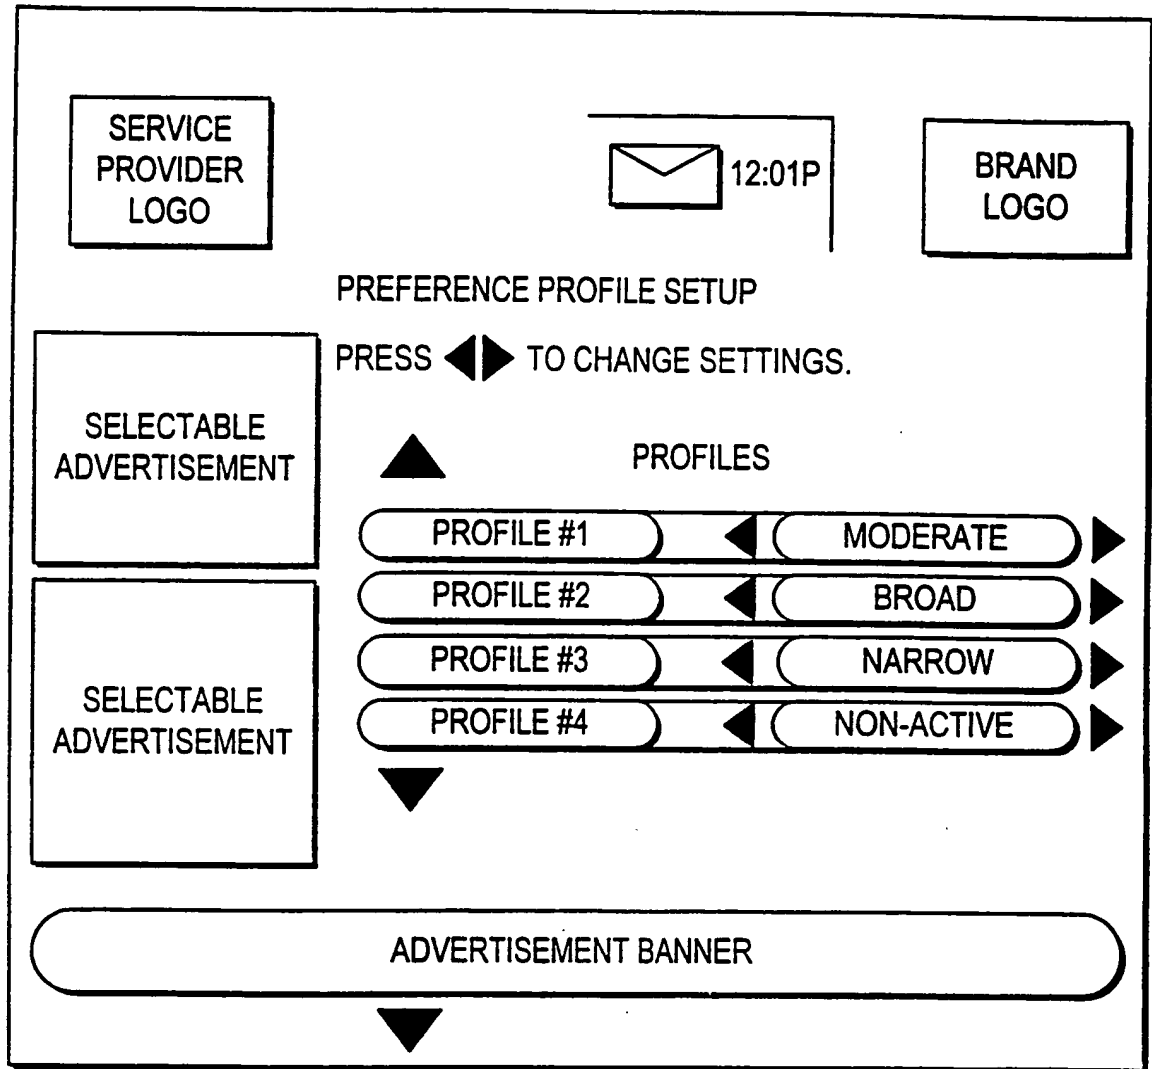 SERVICE
PROVIDER
LOGO
12:01P
BRAND
LOGO
PREFERENCE PROFILE SETUP
PRESS ◀▶ TO CHANGE SETTINGS.
SELECTABLE
ADVERTISEMENT
PROFILES
PROFILE #1 MODERATE
PROFILE #2 BROAD
PROFILE #3 NARROW
PROFILE #4 NON-ACTIVE
SELECTABLE
ADVERTISEMENT
ADVERTISEMENT BANNER